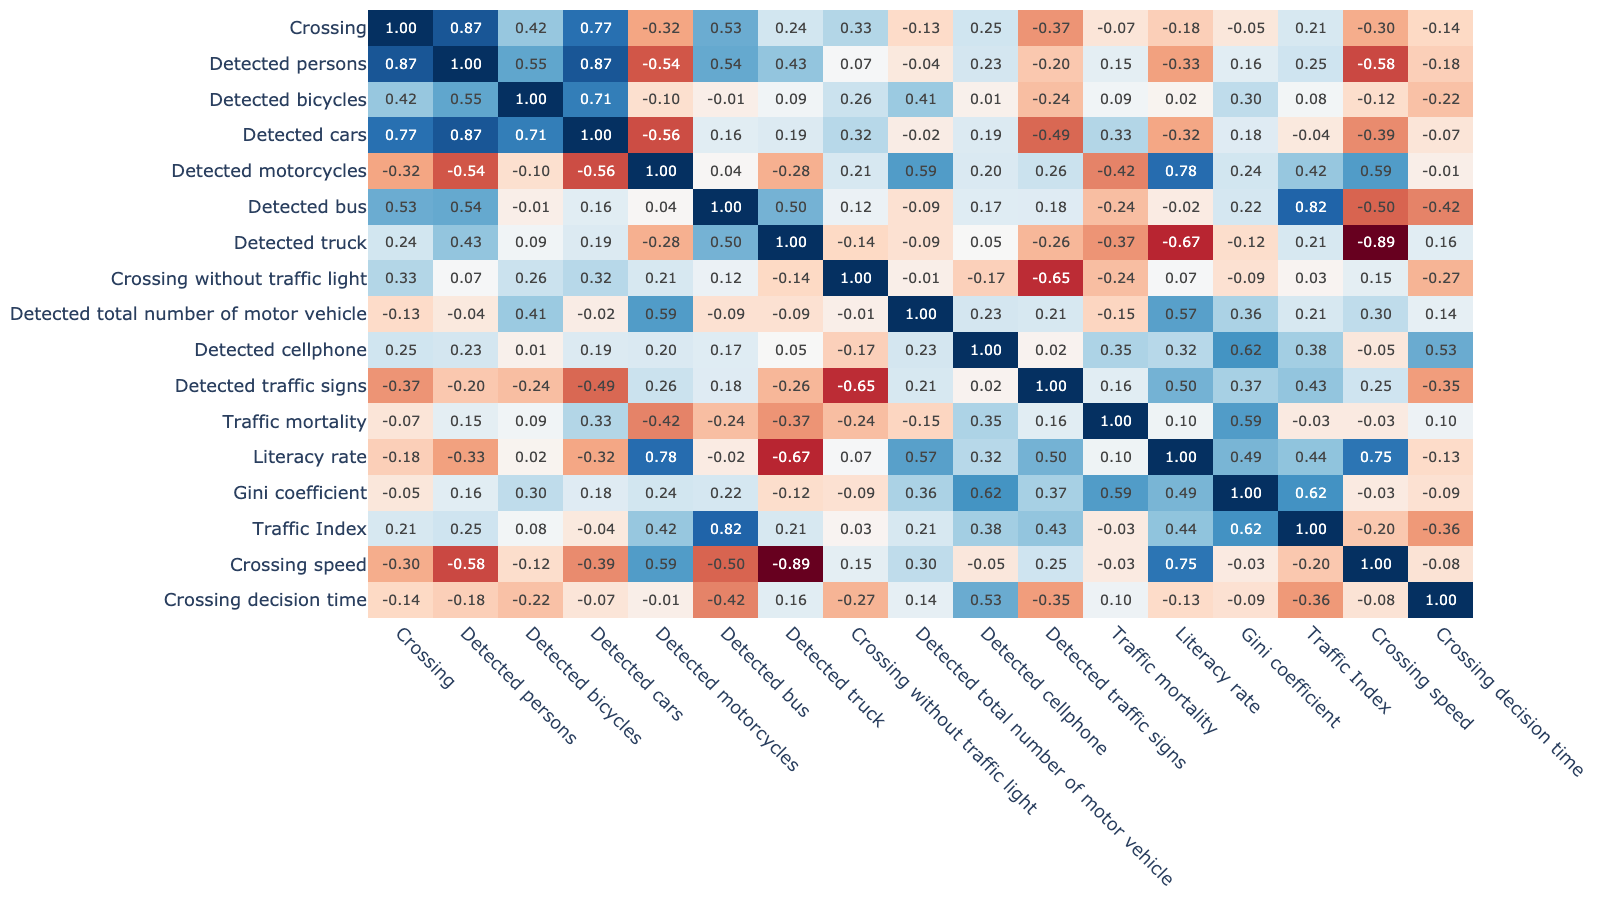 Crossing 1.00 0.87 0.42 0.77 -0.32 0.53 0.24 0.33 -0.13 0.25 -0.37 -0.07 -0.18 -0.05 0.21 -0.30 -0.14
Detected persons 0.87 1.00 0.55 0.87 -0.54 0.54 0.43 0.07 -0.04 0.23 -0.20 0.15 -0.33 0.16 0.25 -0.58 -0.18
Detected bicycles 0.42 0.55 1.00 0.71 -0.10 -0.01 0.09 0.26 0.41 0.01 -0.24 0.09 0.02 0.30 0.08 -0.12 -0.22
Detected cars 0.77 0.87 0.71 1.00 -0.56 0.16 0.19 0.32 -0.02 0.19 -0.49 0.33 -0.32 0.18 -0.04 -0.39 -0.07
Detected motorcycles -0.32 -0.54 -0.10 -0.56 1.00 0.04 -0.28 0.21 0.59 0.20 0.26 -0.42 0.78 0.24 0.42 0.59 -0.01
Detected bus 0.53 0.54 -0.01 0.16 0.04 1.00 0.50 0.12 -0.09 0.17 0.18 -0.24 -0.02 0.22 0.82 -0.50 -0.42
Detected truck 0.24 0.43 0.09 0.19 -0.28 0.50 1.00 -0.14 -0.09 0.05 -0.26 -0.37 -0.67 -0.12 0.21 -0.89 0.16
Crossing without traffic light 0.33 0.07 0.26 0.32 0.21 0.12 -0.14 1.00 -0.01 -0.17 -0.65 -0.24 0.07 -0.09 0.03 0.15 -0.27
Detected total number of motor vehicle -0.13 -0.04 0.41 -0.02 0.59 -0.09 -0.09 -0.01 1.00 0.23 0.21 -0.15 0.57 0.36 0.21 0.30 0.14
Detected cellphone 0.25 0.23 0.01 0.19 0.20 0.17 0.05 -0.17 0.23 1.00 0.02 0.35 0.32 0.62 0.38 -0.05 0.53
Detected traffic signs -0.37 -0.20 -0.24 -0.49 0.26 0.18 -0.26 -0.65 0.21 0.02 1.00 0.16 0.50 0.37 0.43 0.25 -0.35
Traffic mortality -0.07 0.15 0.09 0.33 -0.42 -0.24 -0.37 -0.24 -0.15 0.35 0.16 1.00 0.10 0.59 -0.03 -0.03 0.10
Literacy rate -0.18 -0.33 0.02 -0.32 0.78 -0.02 -0.67 0.07 0.57 0.32 0.50 0.10 1.00 0.49 0.44 0.75 -0.13
Gini coefficient -0.05 0.16 0.30 0.18 0.24 0.22 -0.12 -0.09 0.36 0.62 0.37 0.59 0.49 1.00 0.62 -0.03 -0.09
Traffic Index 0.21 0.25 0.08 -0.04 0.42 0.82 0.21 0.03 0.21 0.38 0.43 -0.03 0.44 0.62 1.00 -0.20 -0.36
Crossing speed -0.30 -0.58 -0.12 -0.39 0.59 -0.50 -0.89 0.15 0.30 -0.05 0.25 -0.03 0.75 -0.03 -0.20 1.00 -0.08
Crossing decision time -0.14 -0.18 -0.22 -0.07 -0.01 -0.42 0.16 -0.27 0.14 0.53 -0.35 0.10 -0.13 -0.09 -0.36 -0.08 1.00
Crossing
Detected persons
Detected bicycles
Detected cars
Detected motorcycles
Detected bus
Detected truck
Crossing without traffic light
Detected total number of motor vehicle
Detected cellphone
Detected traffic signs
Traffic mortality
Literacy rate
Gini coefficient
Traffic Index
Crossing speed
Crossing decision time